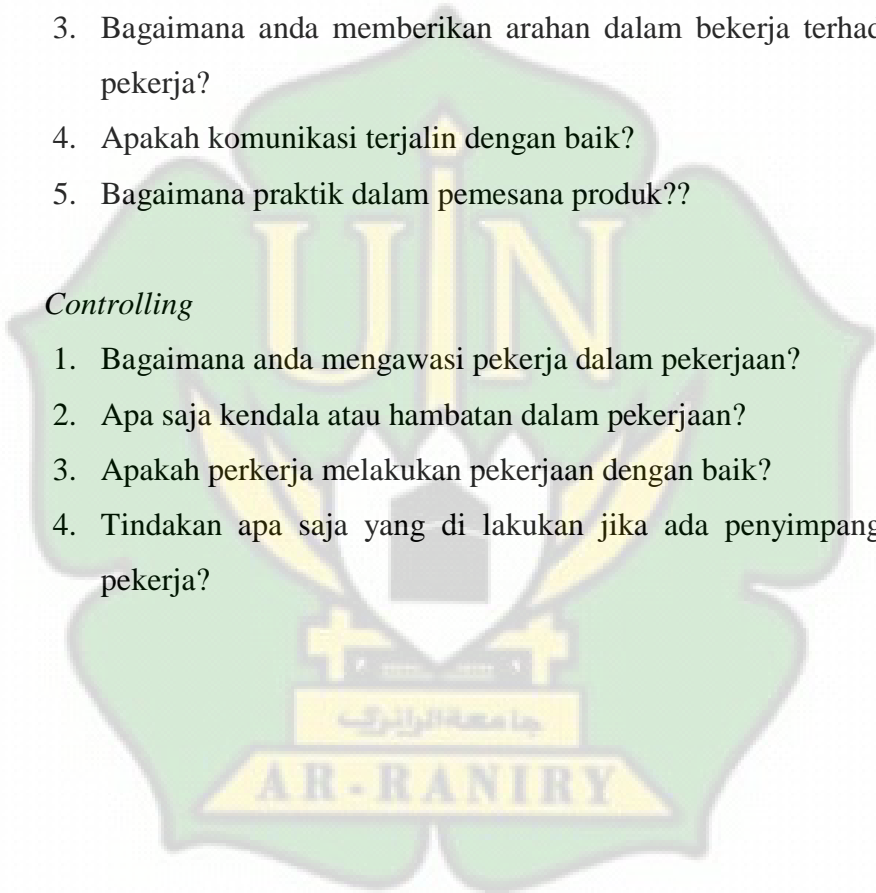 3. Bagaimana anda memberikan arahan dalam bekerja terhad
pekerja?
4. Apakah komunikasi terjalin dengan baik?
5. Bagaimana praktik dalam pemesana produk??
Controlling
1. Bagaimana anda mengawasi pekerja dalam pekerjaan?
2. Apa saja kendala atau hambatan dalam pekerjaan?
3. Apakah perkerja melakukan pekerjaan dengan baik?
4. Tindakan apa saja yang di lakukan jika ada penyimpang
pekerja?
UIN
جامعة الرانري
AR-RANIRY